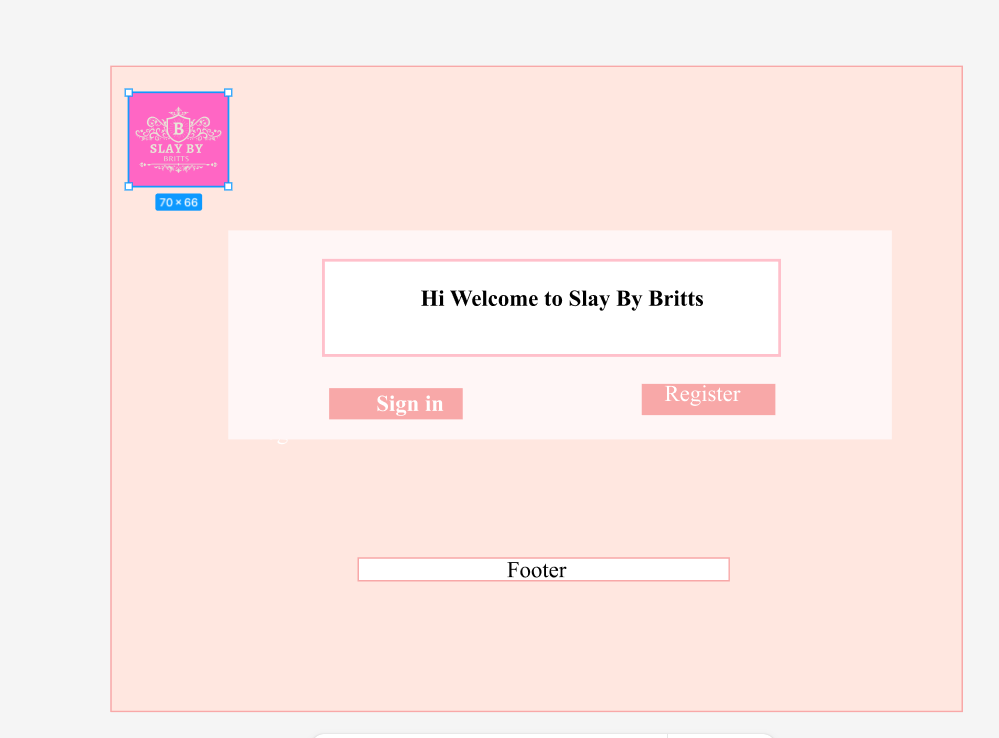 B
SLAY BY
BRITTS
70 × 66
Hi Welcome to Slay By Britts
Sign in
Register
Footer